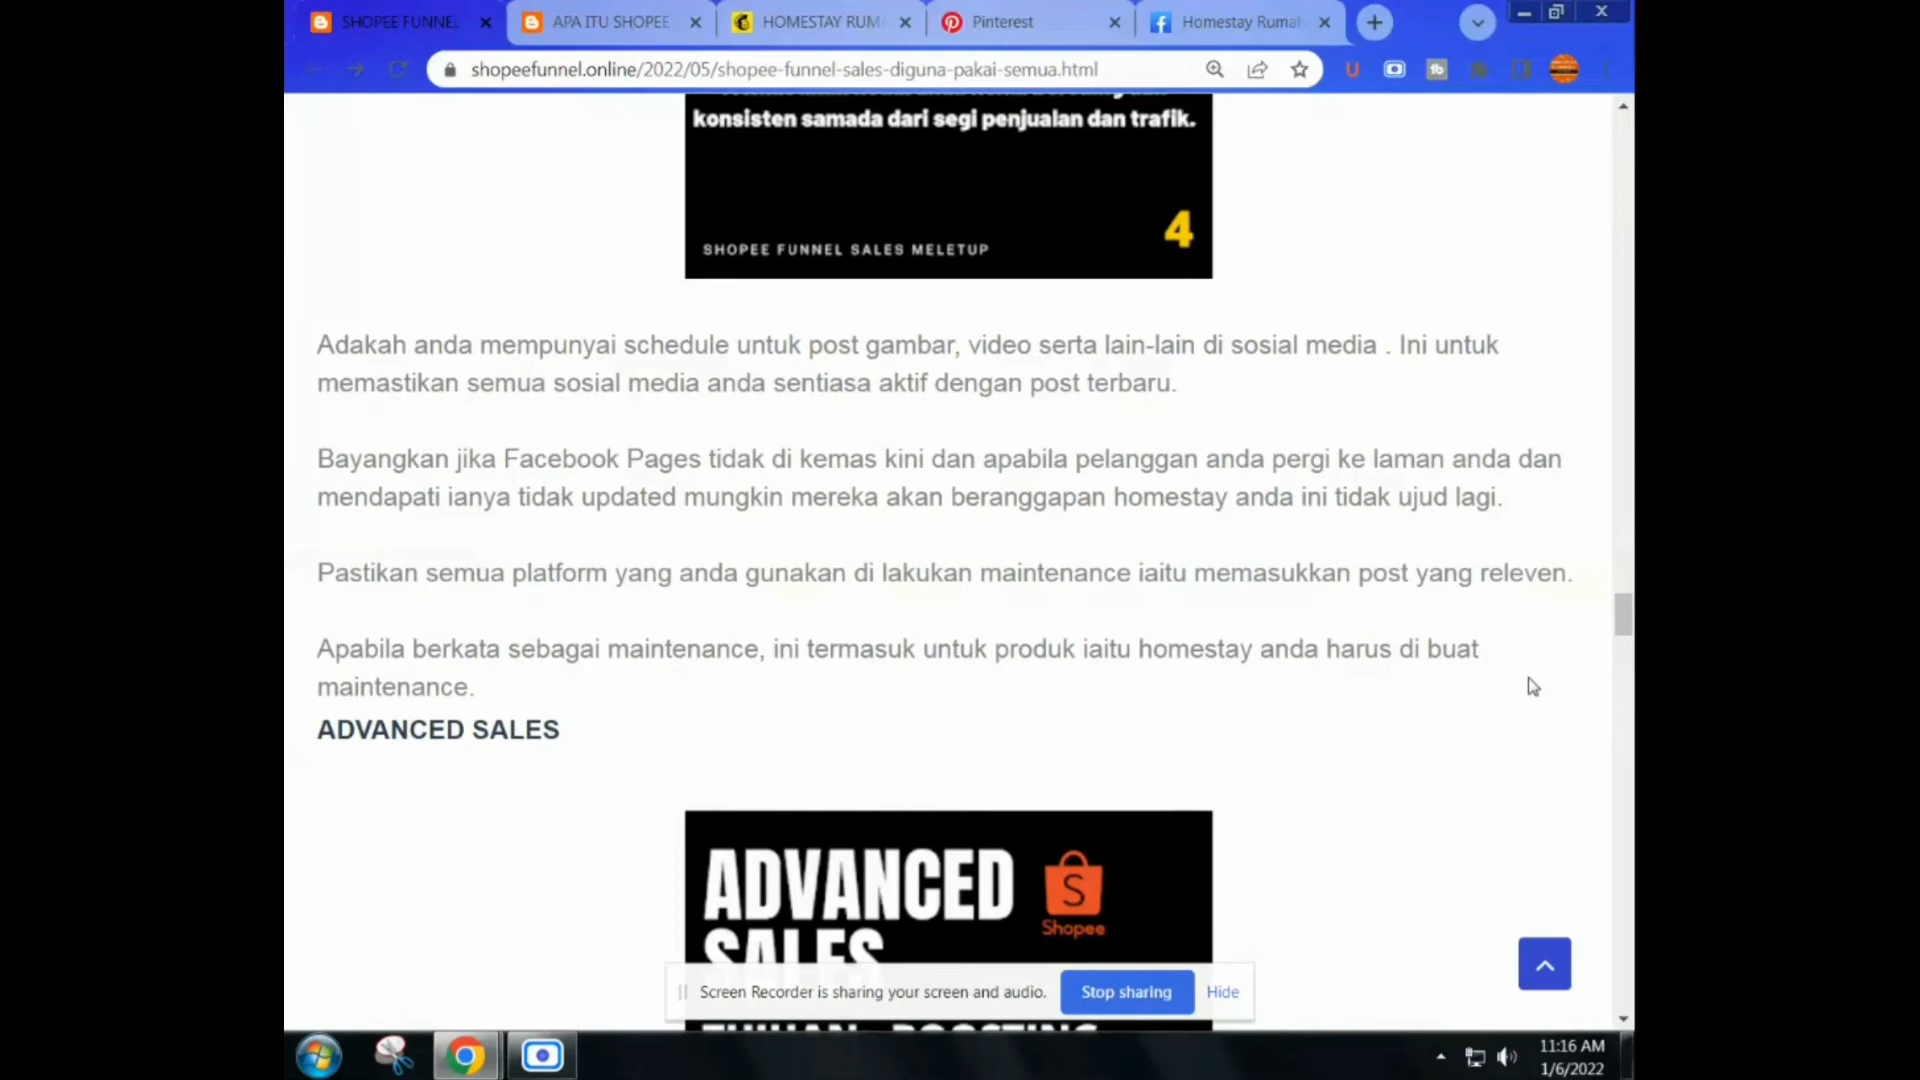 SHOPEE FUNNEL
APA ITU SHOPEE
HOMESTAY RUM
Pinterest
Homestay Rumah
shopeefunnel.online/2022/05/shopee-funnel-sales-diguna-pakai-semua.html
konsisten samada dari segi penjualan dan trafik.
4
SHOPEE FUNNEL SALES MELETUP
Adakah anda mempunyai schedule untuk post gambar, video serta lain-lain di sosial media . Ini untuk
memastikan semua sosial media anda sentiasa aktif dengan post terbaru.
Bayangkan jika Facebook Pages tidak di kemas kini dan apabila pelanggan anda pergi ke laman anda dan
mendapati ianya tidak updated mungkin mereka akan beranggapan homestay anda ini tidak ujud lagi.
Pastikan semua platform yang anda gunakan di lakukan maintenance iaitu memasukkan post yang releven.
Apabila berkata sebagai maintenance, ini termasuk untuk produk iaitu homestay anda harus di buat
maintenance.
ADVANCED SALES
ADVANCED
SALES
S
Shopee
Screen Recorder is sharing your screen and audio.
Stop sharing
Hide
11:16 AM
1/6/2022